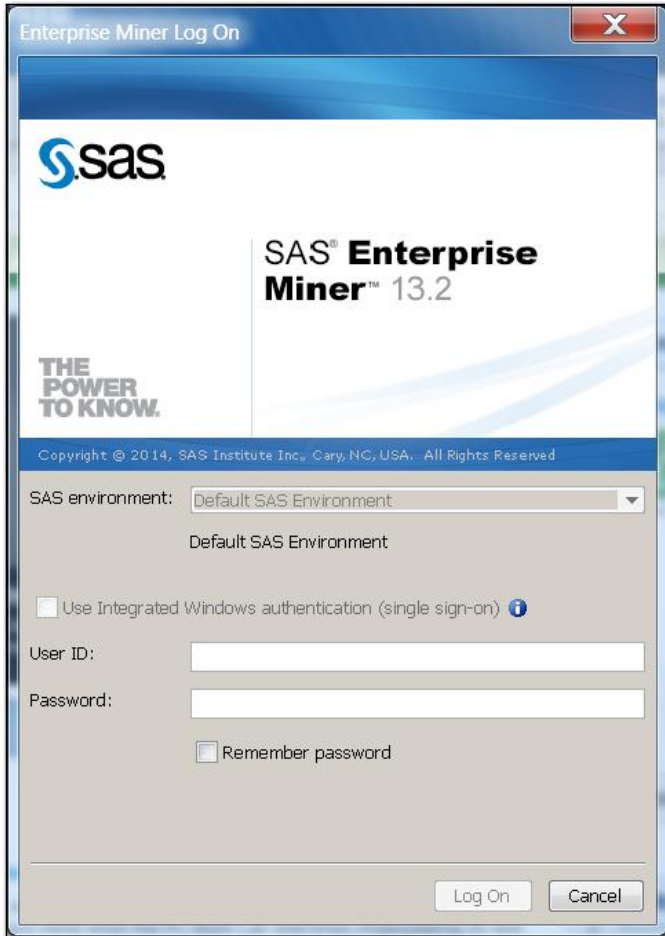 Enterprise Miner Log On
X
sas
SAS® Enterprise
Miner™ 13.2
THE
POWER
TO KNOW.
Copyright © 2014, SAS Institute Inc., Cary, NC, USA. All Rights Reserved
SAS environment: Default SAS Environment
Default SAS Environment
Use Integrated Windows authentication (single sign-on) i
User ID:
Password:
Remember password
Log On Cancel